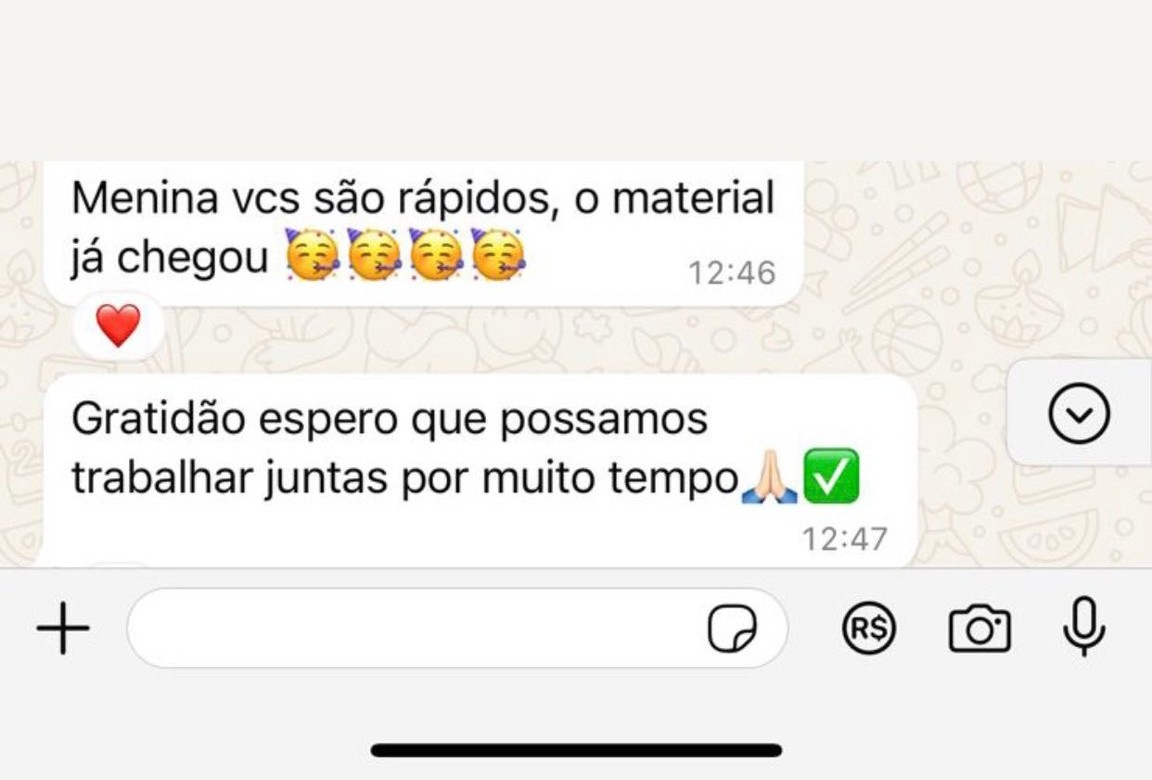 Menina vcs são rápidos, o material
já chegou 🥳🥳🥳🥳
12:46
Gratidão espero que possamos
trabalhar juntas por muito tempo🙏🏻✅
12:47
R$